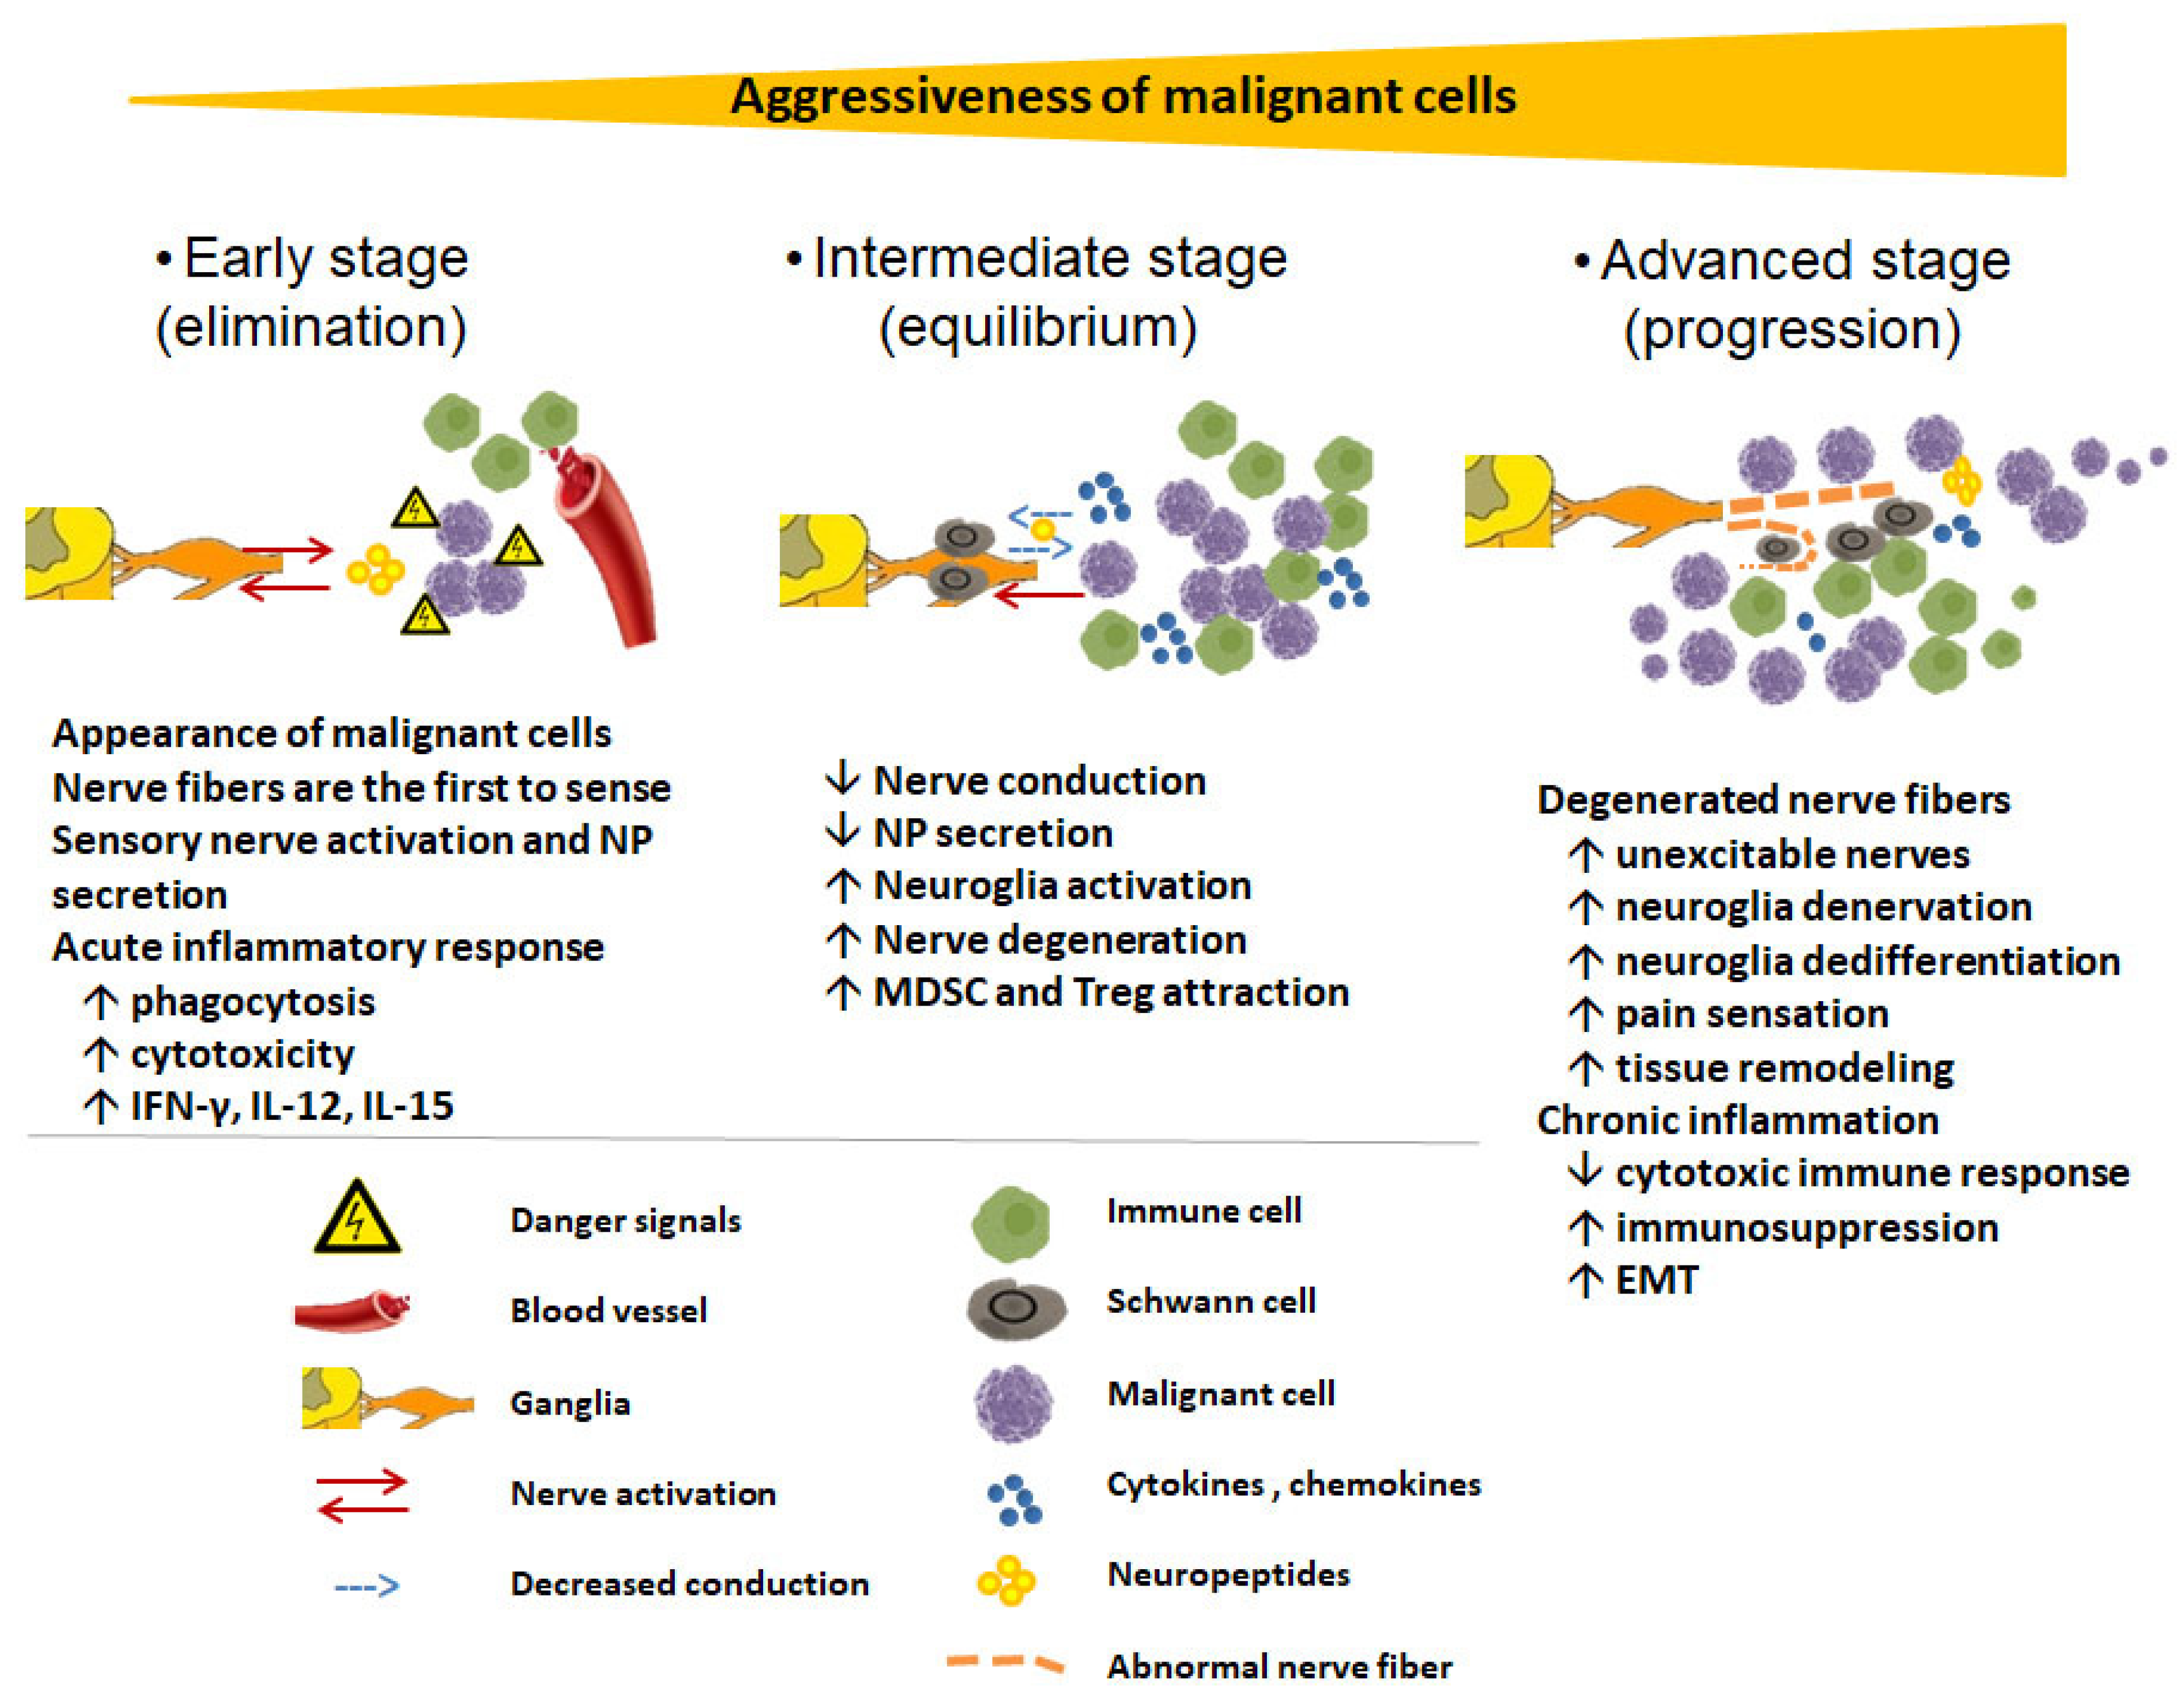 Aggressiveness of malignant cells
• Early stage
(elimination)
• Intermediate stage
(equilibrium)
• Advanced stage
(progression)
Appearance of malignant cells
Nerve fibers are the first to sense
Sensory nerve activation and NP
secretion
Acute inflammatory response
↑ phagocytosis
↑ cytotoxicity
↑ IFN-γ, IL-12, IL-15
↓ Nerve conduction
↓ NP secretion
↑ Neuroglia activation
↑ Nerve degeneration
↑ MDSC and Treg attraction
Degenerated nerve fibers
↑ unexcitable nerves
↑ neuroglia denervation
↑ neuroglia dedifferentiation
↑ pain sensation
↑ tissue remodeling
Chronic inflammation
↓ cytotoxic immune response
↑ immunosuppression
↑ EMT
Danger signals
Blood vessel
Ganglia
Nerve activation
Decreased conduction
Immune cell
Schwann cell
Malignant cell
Cytokines , chemokines
Neuropeptides
Abnormal nerve fiber